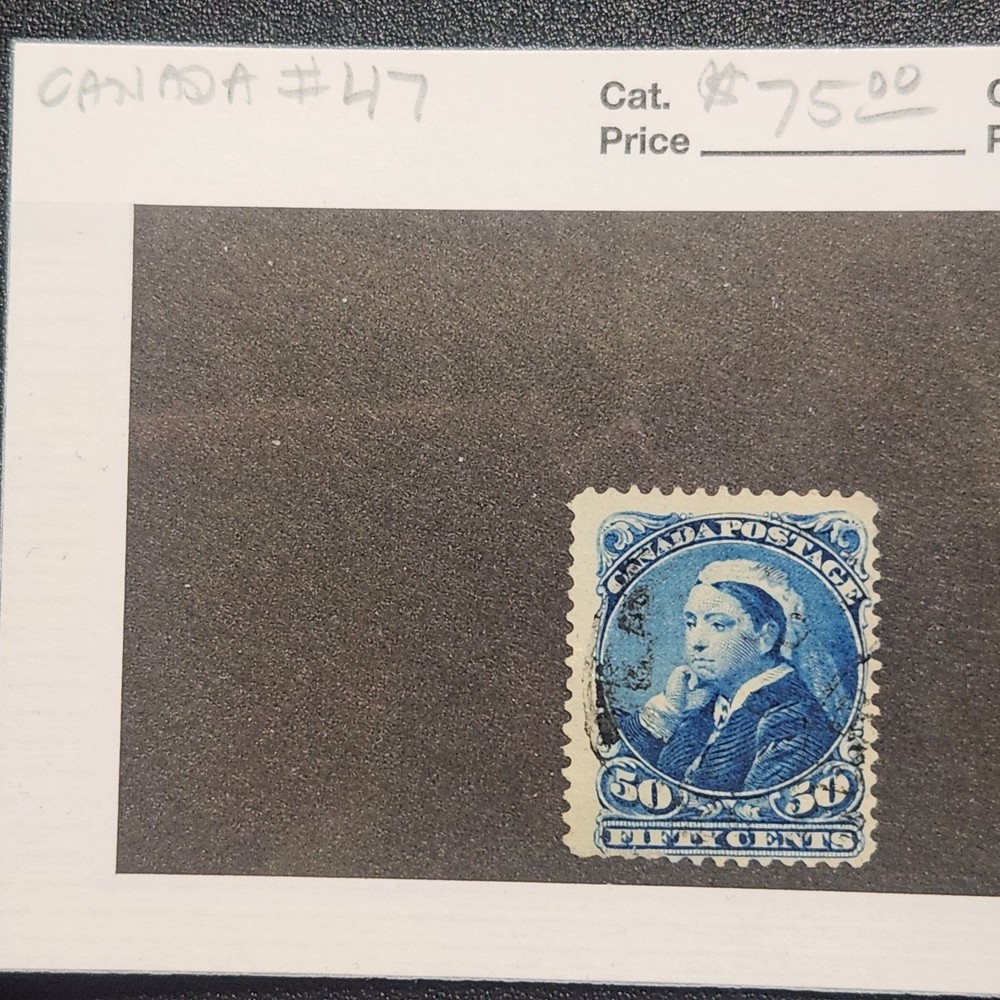 CANADA #47
Cat. $75.00
Price
CANADA POSTAGE
50 50
FIFTY CENTS